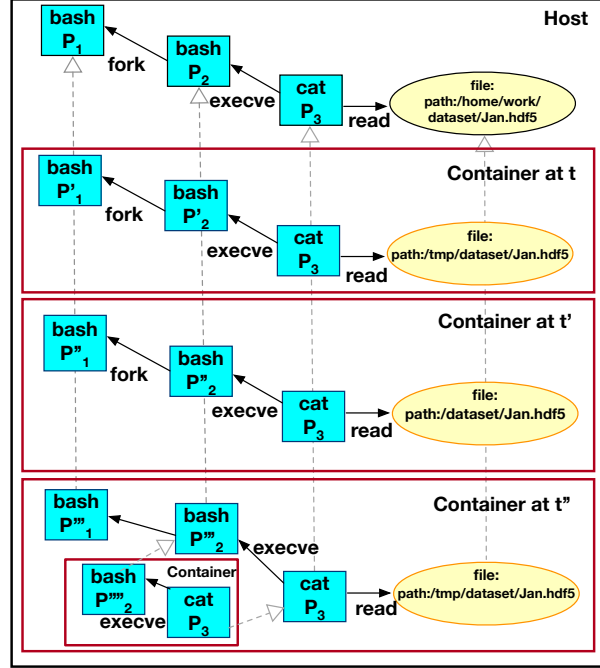 Host
bash
P1
fork
bash
P2
execve
cat
P3
read
file:
path:/home/work/
dataset/Jan.hdf5
Container at t
bash
P'1
fork
bash
P'2
execve
cat
P3
read
file:
path:/tmp/dataset/Jan.hdf5
Container at t'
bash
P"1
fork
bash
P"2
execve
cat
P3
read
file:
path:/dataset/Jan.hdf5
Container at t"
bash
P"'1
bash
P"'2
execve
cat
P3
read
file:
path:/tmp/dataset/Jan.hdf5
Container
bash
P""2
execve
cat
P3